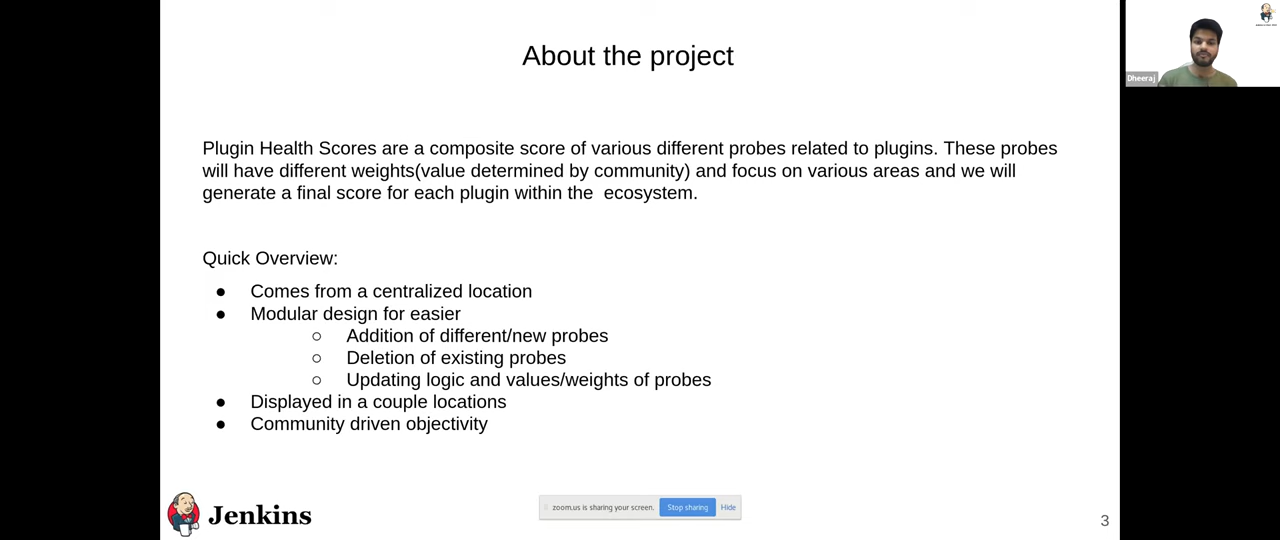 About the project
Plugin Health Scores are a composite score of various different probes related to plugins. These probes
will have different weights(value determined by community) and focus on various areas and we will
generate a final score for each plugin within the  ecosystem.
Quick Overview:
● Comes from a centralized location
● Modular design for easier
○ Addition of different/new probes
○ Deletion of existing probes
○ Updating logic and values/weights of probes
● Displayed in a couple locations
● Community driven objectivity
Jenkins
zoom.us is sharing your screen. Stop sharing Hide
3
Dheeraj